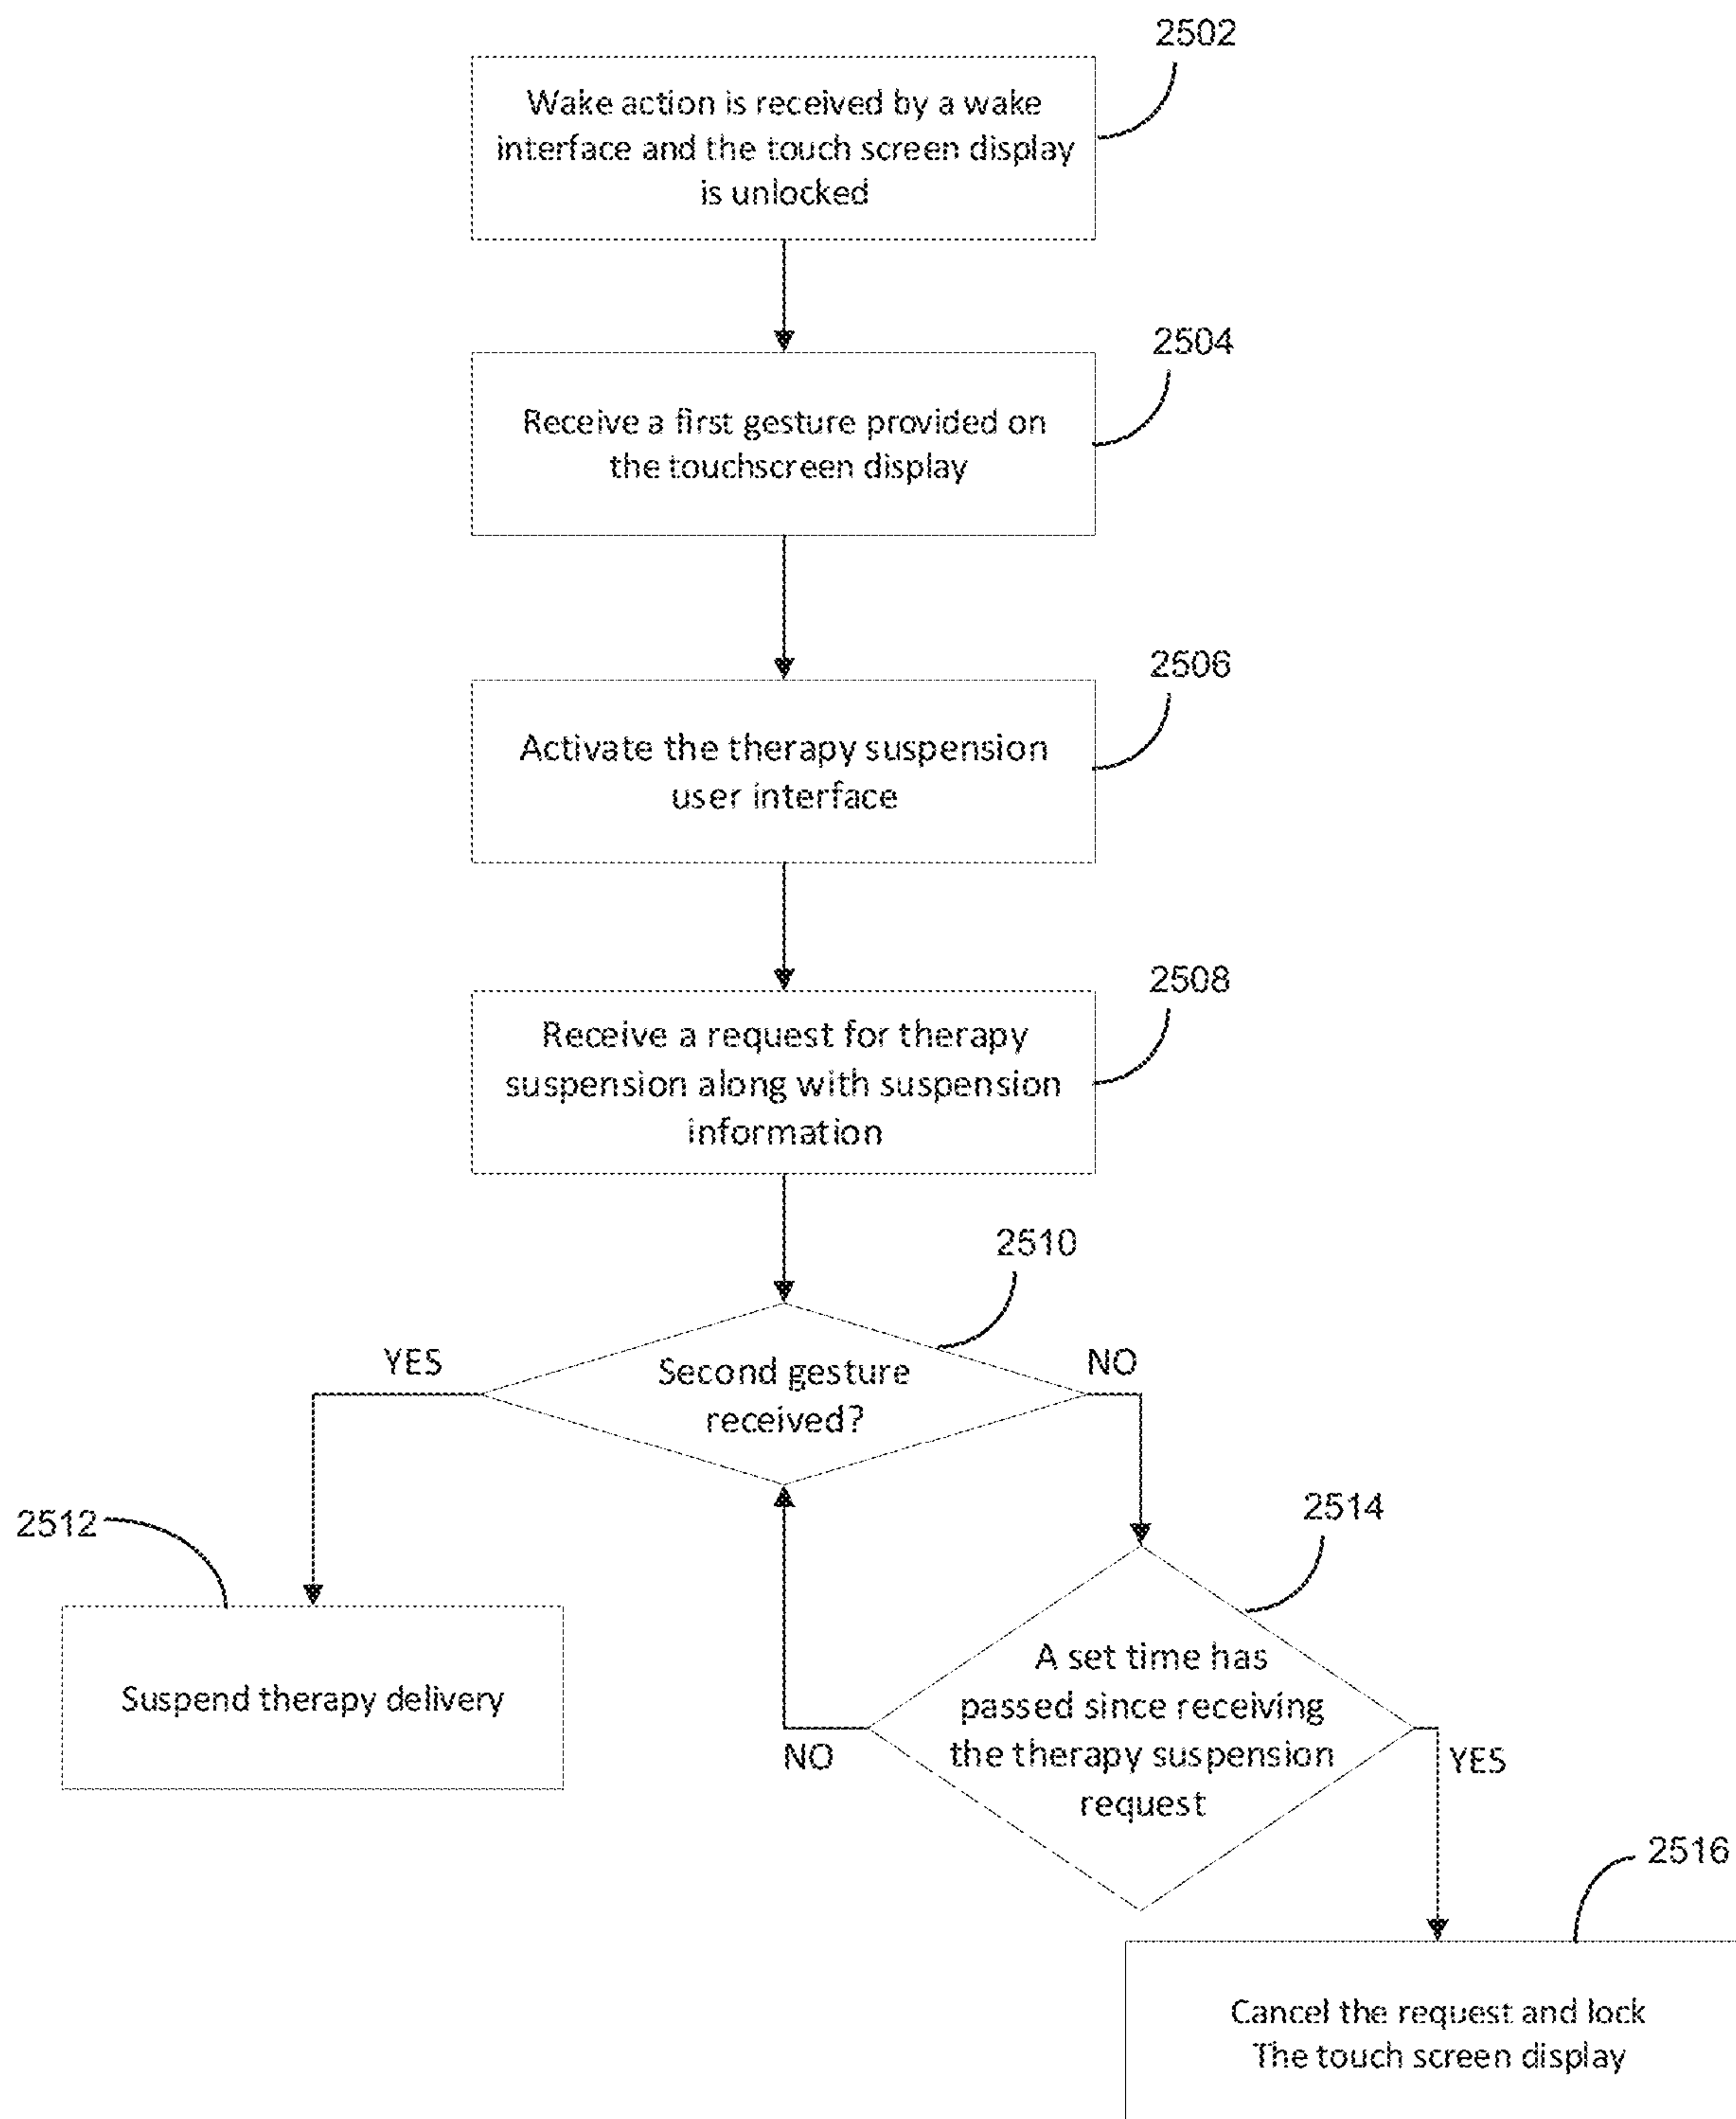 2502
Wake action is received by a wake
interface and the touch screen display
is unlocked
2504
Receive a first gesture provided on
the touchscreen display
2506
Activate the therapy suspension
user interface
2508
Receive a request for therapy
suspension along with suspension
information
2510
YES
Second gesture
received?
NO
2512
Suspend therapy delivery
2514
A set time has
passed since receiving
the therapy suspension
request
NO
YES
2516
Cancel the request and lock
The touch screen display